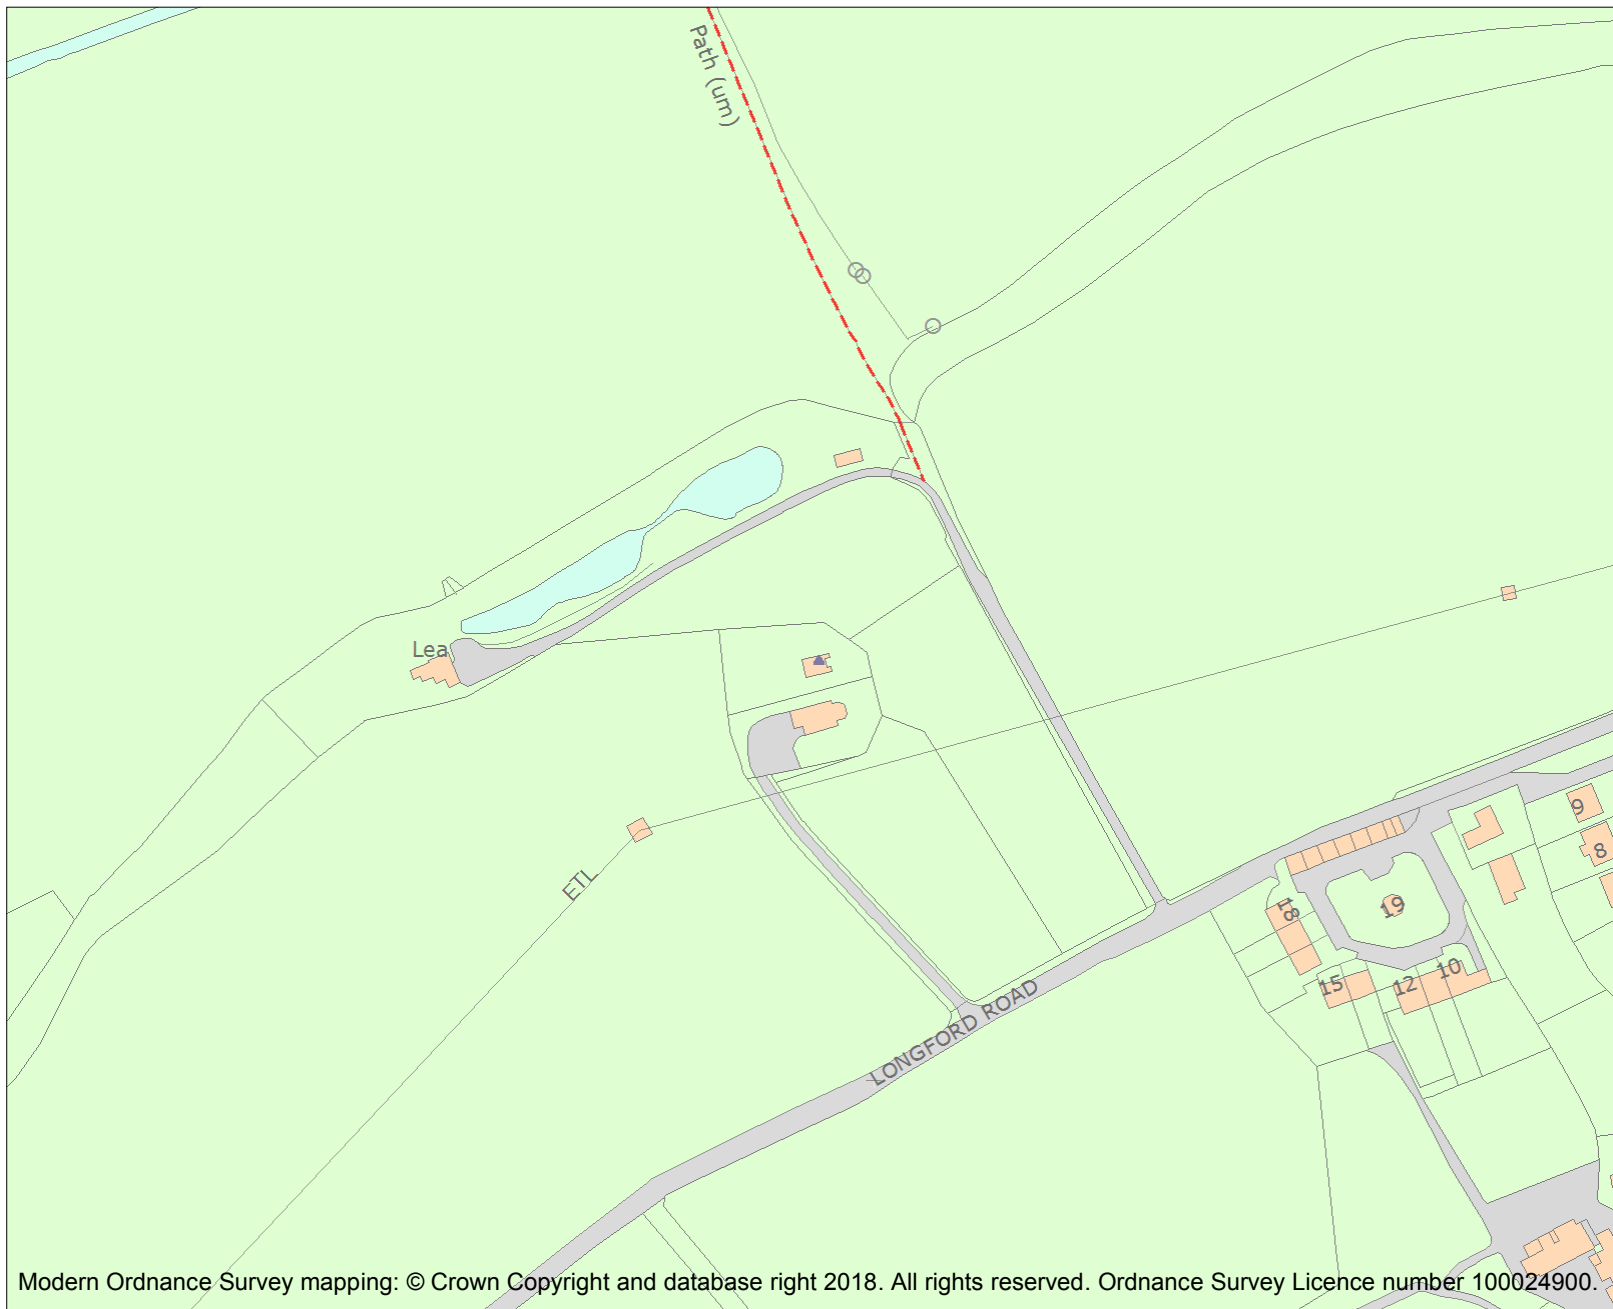 Path (um)
Lea
ETL
LONGFORD ROAD
9
8
18
19
15
12
10
Modern Ordnance Survey mapping: © Crown Copyright and database right 2018. All rights reserved. Ordnance Survey Licence number 100024900.